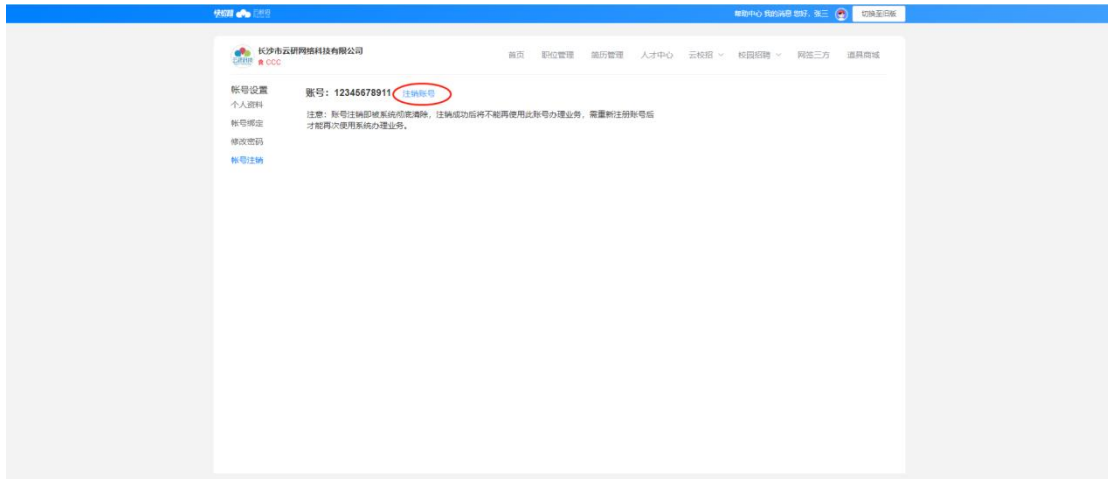 帮助中心 我的消息 您好，张三
切换至旧版
长沙市云研网络科技有限公司
CCC
首页 职位管理 简历管理 人才中心 云校招 校园招聘 网签三方 道具商城
帐号设置
个人资料
帐号绑定
修改密码
帐号注销
账号：12345678911 注销账号
注意：账号注销即被系统彻底清除，注销成功后将不能再使用此账号办理业务，需重新注册账号后
才能再次使用系统办理业务。